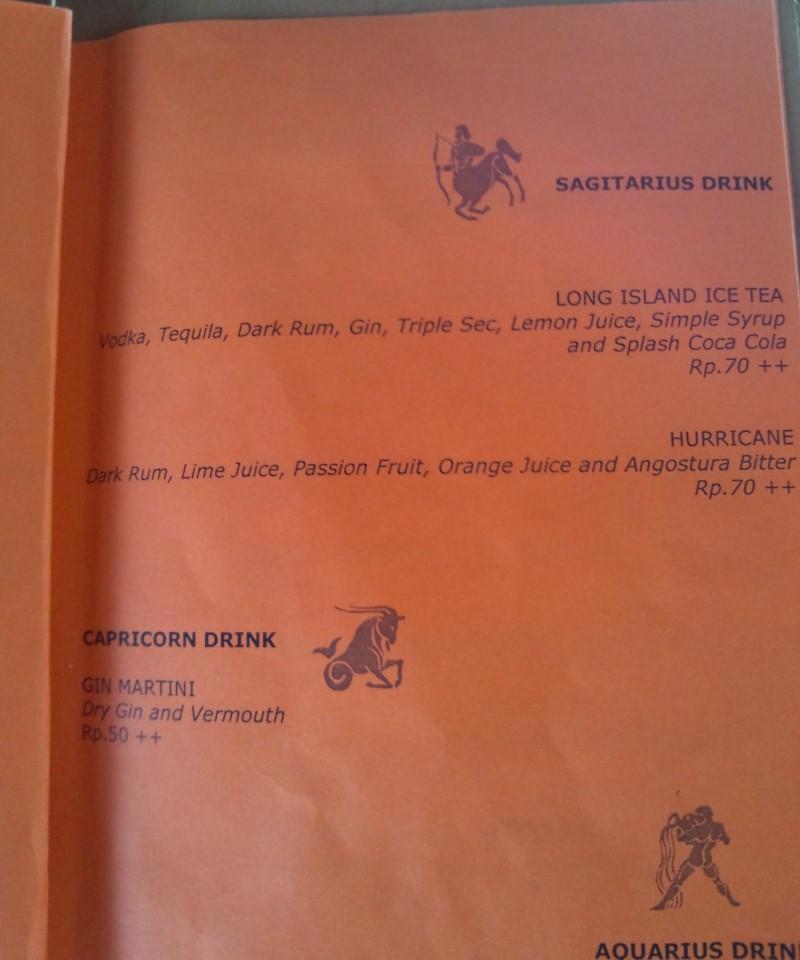 SAGITARIUS DRINK
LONG ISLAND ICE TEA
Vodka, Tequila, Dark Rum, Gin, Triple Sec, Lemon Juice, Simple Syrup
and Splash Coca Cola
Rp.70 ++
HURRICANE
Dark Rum, Lime Juice, Passion Fruit, Orange Juice and Angostura Bitter
Rp.70 ++
CAPRICORN DRINK
GIN MARTINI
Dry Gin and Vermouth
Rp.50 ++
AQUARIUS DRIN